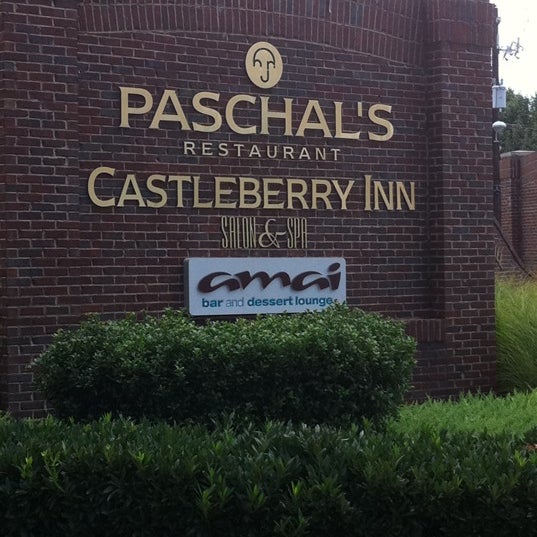 PASCHAL'S
RESTAURANT
CASTLEBERRY INN
SALON & SPA
amai
bar and dessert lounge